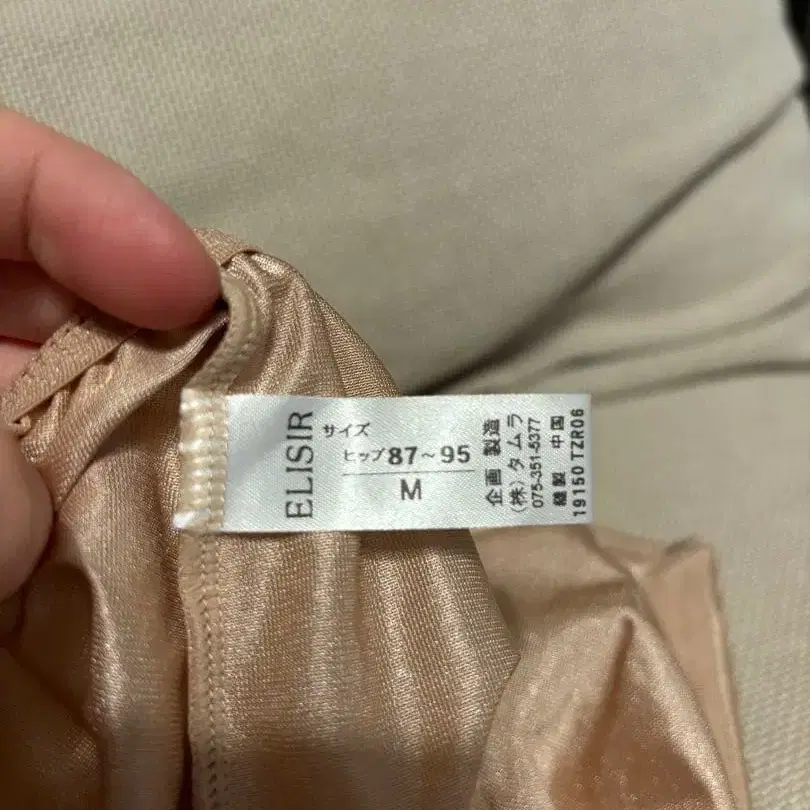 ELISIR
サイズ
ヒップ 87～95
M
企画 製造
(株)タムラ
075-351-5377
縫製 中国
19150 TZR06